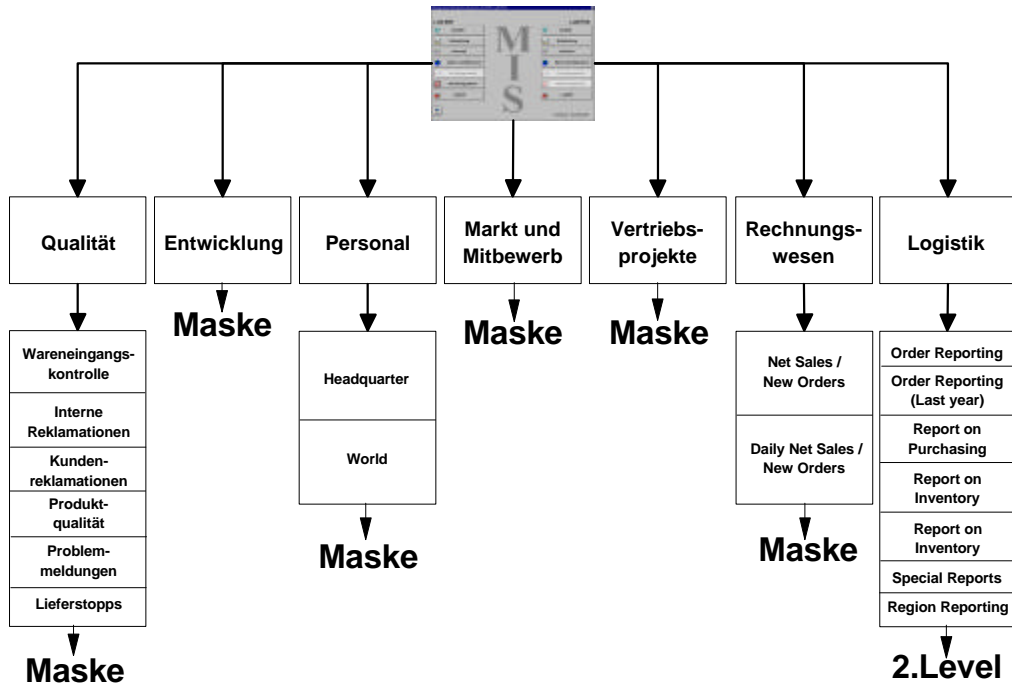 M
I
S
Qualität
Entwicklung
Personal
Markt und
Mitbewerb
Vertriebs-
projekte
Rechnungs-
wesen
Logistik
Maske
Maske
Maske
Wareneingangs-
kontrolle
Interne
Reklamationen
Kunden-
reklamationen
Produkt-
qualität
Problem-
meldungen
Lieferstopps
Maske
Headquarter
World
Maske
Net Sales /
New Orders
Daily Net Sales /
New Orders
Maske
Order Reporting
Order Reporting
(Last year)
Report on
Purchasing
Report on
Inventory
Report on
Inventory
Special Reports
Region Reporting
2.Level